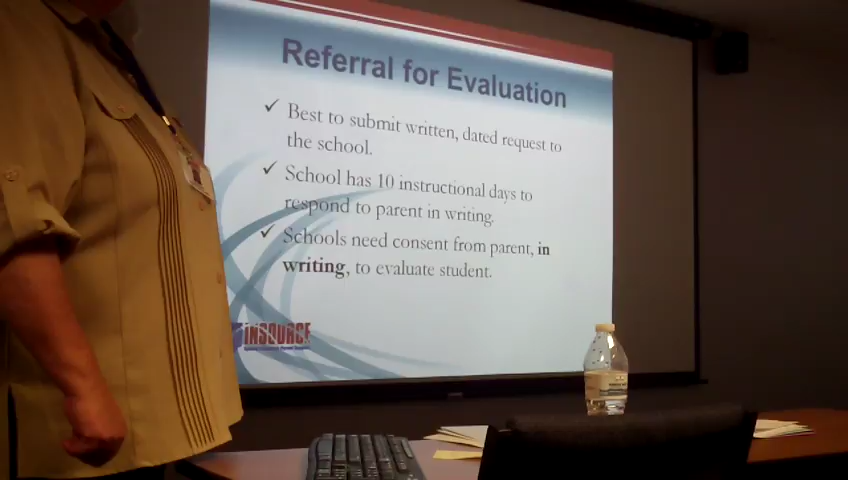 Referral for Evaluation
✓ Best to submit written, dated request to
the school.
✓ School has 10 instructional days to
respond to parent in writing.
✓ Schools need consent from parent, in
writing, to evaluate student.
INSOURCE